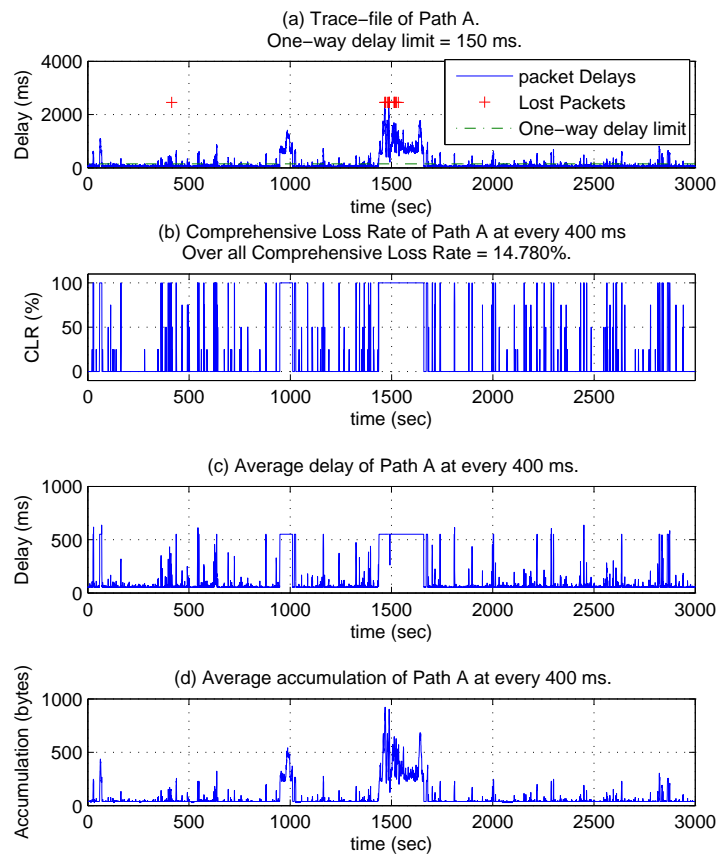 (a) Trace−file of Path A.
One−way delay limit = 150 ms.
Delay (ms)
4000
2000
0
packet Delays
Lost Packets
One−way delay limit
0 500 1000 1500 2000 2500 3000
time (sec)
(b) Comprehensive Loss Rate of Path A at every 400 ms
Over all Comprehensive Loss Rate = 14.780%.
CLR (%)
100
50
0
0 500 1000 1500 2000 2500 3000
time (sec)
(c) Average delay of Path A at every 400 ms.
Delay (ms)
1000
500
0
0 500 1000 1500 2000 2500 3000
time (sec)
(d) Average accumulation of Path A at every 400 ms.
Accumulation (bytes)
1000
500
0
0 500 1000 1500 2000 2500 3000
time (sec)